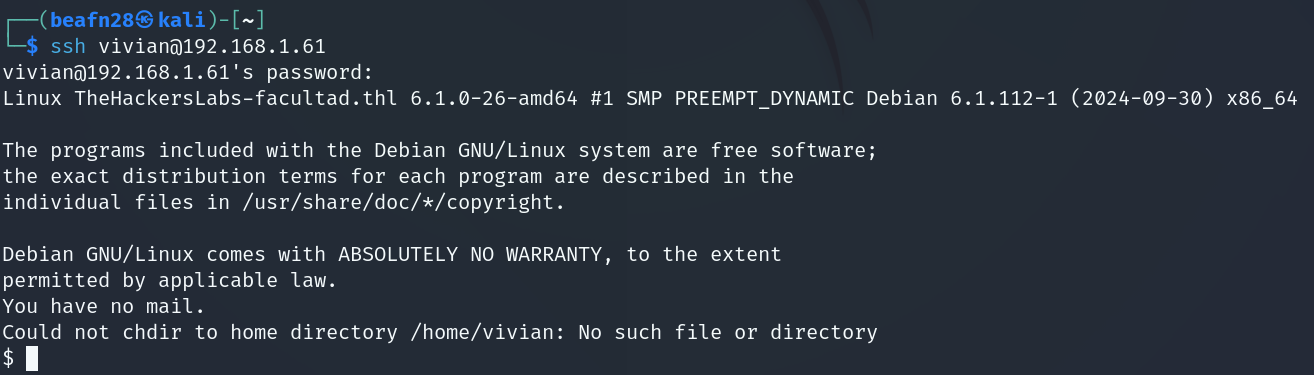 ┌──(beafn28㉿kali)-[~]
└─$ ssh vivian@192.168.1.61
vivian@192.168.1.61's password:
Linux TheHackersLabs-facultad.thl 6.1.0-26-amd64 #1 SMP PREEMPT_DYNAMIC Debian 6.1.112-1 (2024-09-30) x86_64
The programs included with the Debian GNU/Linux system are free software;
the exact distribution terms for each program are described in the
individual files in /usr/share/doc/*/copyright.
Debian GNU/Linux comes with ABSOLUTELY NO WARRANTY, to the extent
permitted by applicable law.
You have no mail.
Could not chdir to home directory /home/vivian: No such file or directory
$